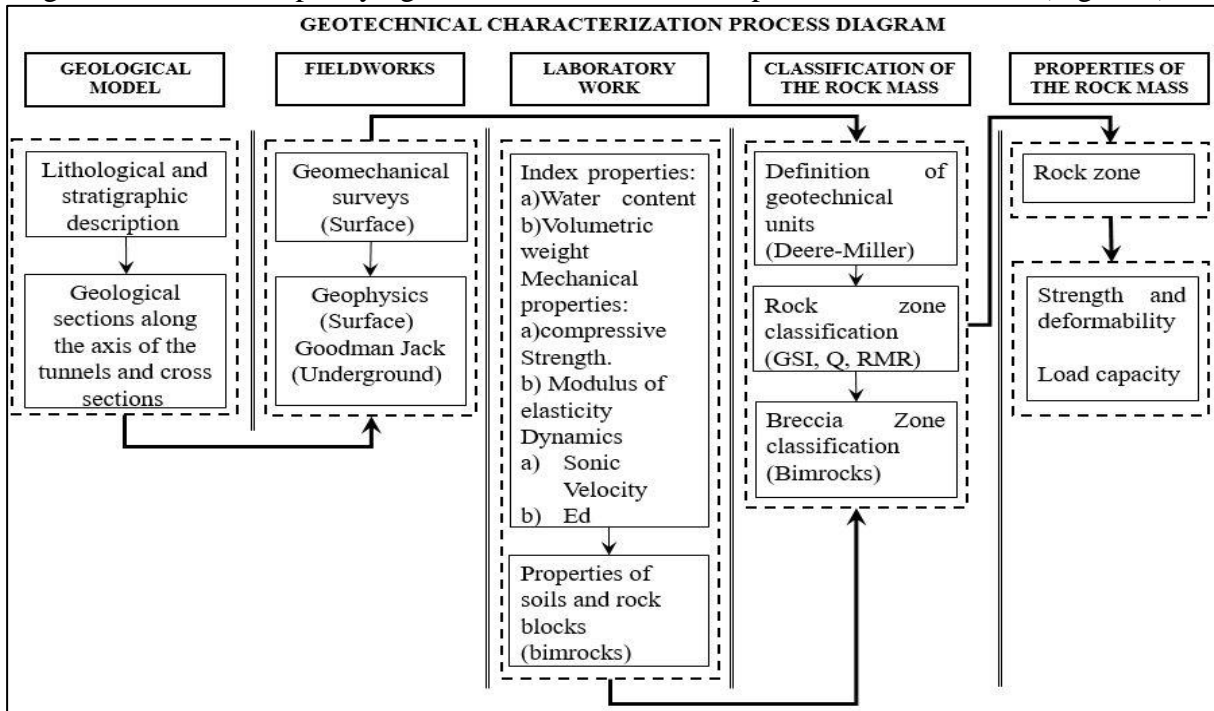 GEOTECHNICAL CHARACTERIZATION PROCESS DIAGRAM
GEOLOGICAL
MODEL
FIELDWORKS
LABORATORY
WORK
CLASSIFICATION OF
THE ROCK MASS
PROPERTIES OF
THE ROCK MASS
Lithological and
stratigraphic
description
Geological
sections along
the axis of the
tunnels and cross
sections
Geomechanical
surveys
(Surface)
Geophysics
(Surface)
Goodman Jack
(Underground)
Index properties:
a)Water content
b)Volumetric
weight
Mechanical
properties:
a)compressive
Strength.
b) Modulus of
elasticity
Dynamics
a) Sonic
Velocity
b) Ed
Properties of
soils and rock
blocks
(bimrocks)
Definition of
geotechnical
units
(Deere-Miller)
Rock zone
classification
(GSI, Q, RMR)
Breccia Zone
classification
(Bimrocks)
Rock zone
Strength and
deformability
Load capacity